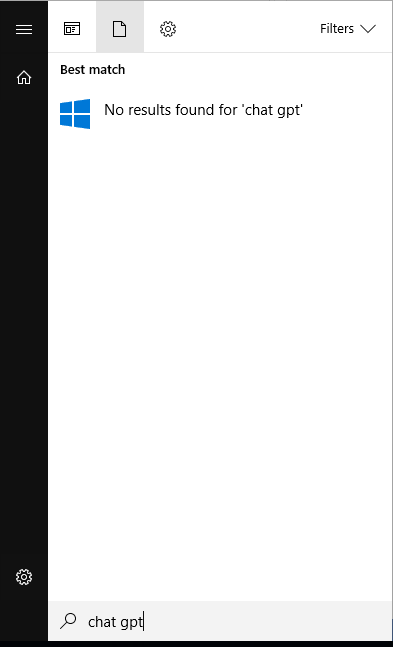 Filters
Best match
No results found for 'chat gpt'
chat gpt